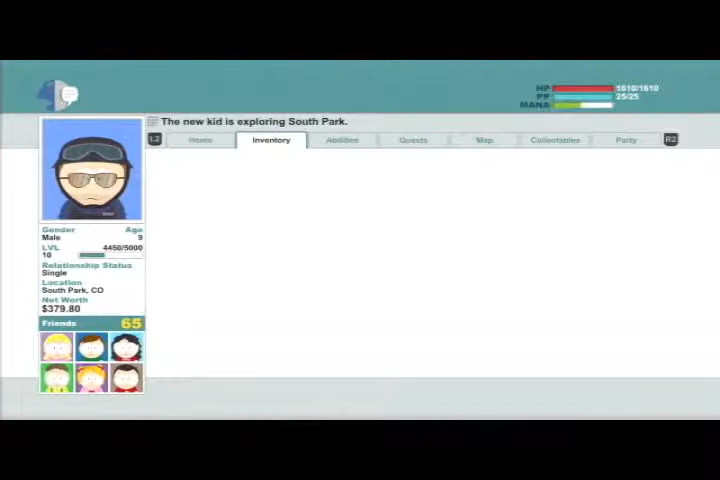 HP 1610/1610
PP 25/25
MANA
The new kid is exploring South Park.
L2 Home Inventory Abilities Quests Map Collectables Party R2
Gender Age
Male 9
LVL 4450/5000
10
Relationship Status
Single
Location
South Park, CO
Net Worth
$379.80
Friends 65